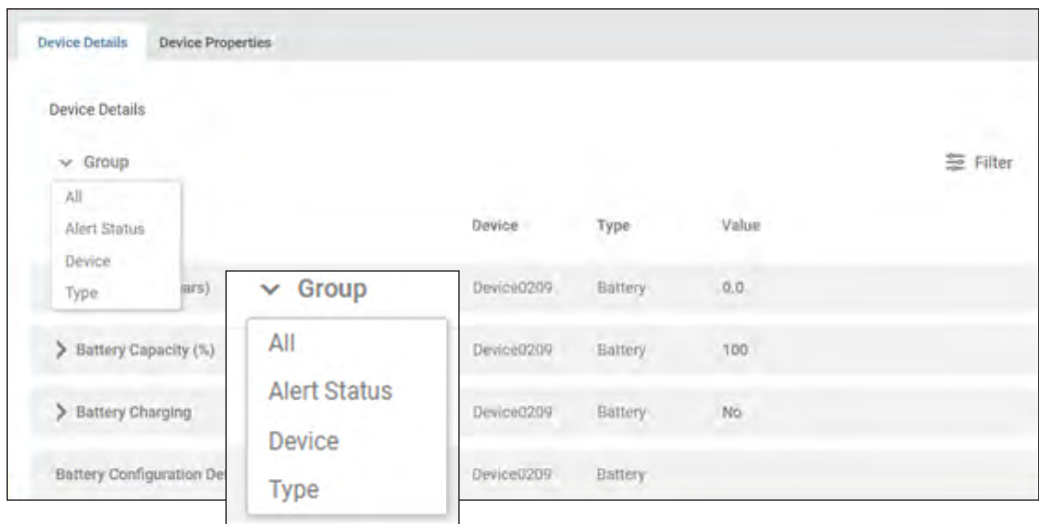 Device Details Device Properties
Device Details
Group
Filter
All
Alert Status
Device
Type
Device Type Value
ars) Device0209 Battery 0.0
Battery Capacity (%) Device0209 Battery 100
Battery Charging Device0209 Battery No
Battery Configuration De Device0209 Battery
Group
All
Alert Status
Device
Type